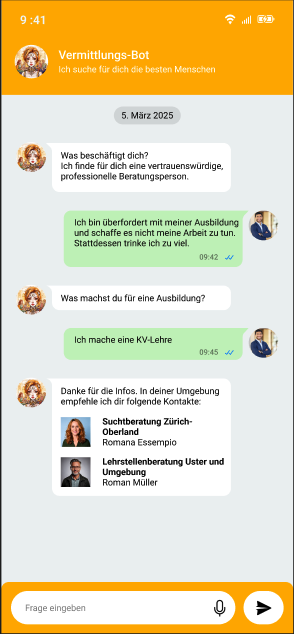 9 :41
Vermittlungs-Bot
Ich suche für dich die besten Menschen
5. März 2025
Was beschäftigt dich?
Ich finde für dich eine vertrauenswürdige,
professionelle Beratungsperson.
Ich bin überfordert mit meiner Ausbildung
und schaffe es nicht meine Arbeit zu tun.
Stattdessen trinke ich zu viel.
09:42
Was machst du für eine Ausbildung?
Ich mache eine KV-Lehre
09:45
Danke für die Infos. In deiner Umgebung
empfehle ich dir folgende Kontakte:
Suchtberatung Zürich-
Oberland
Romana Essempio
Lehrstellenberatung Uster und
Umgebung
Roman Müller
Frage eingeben